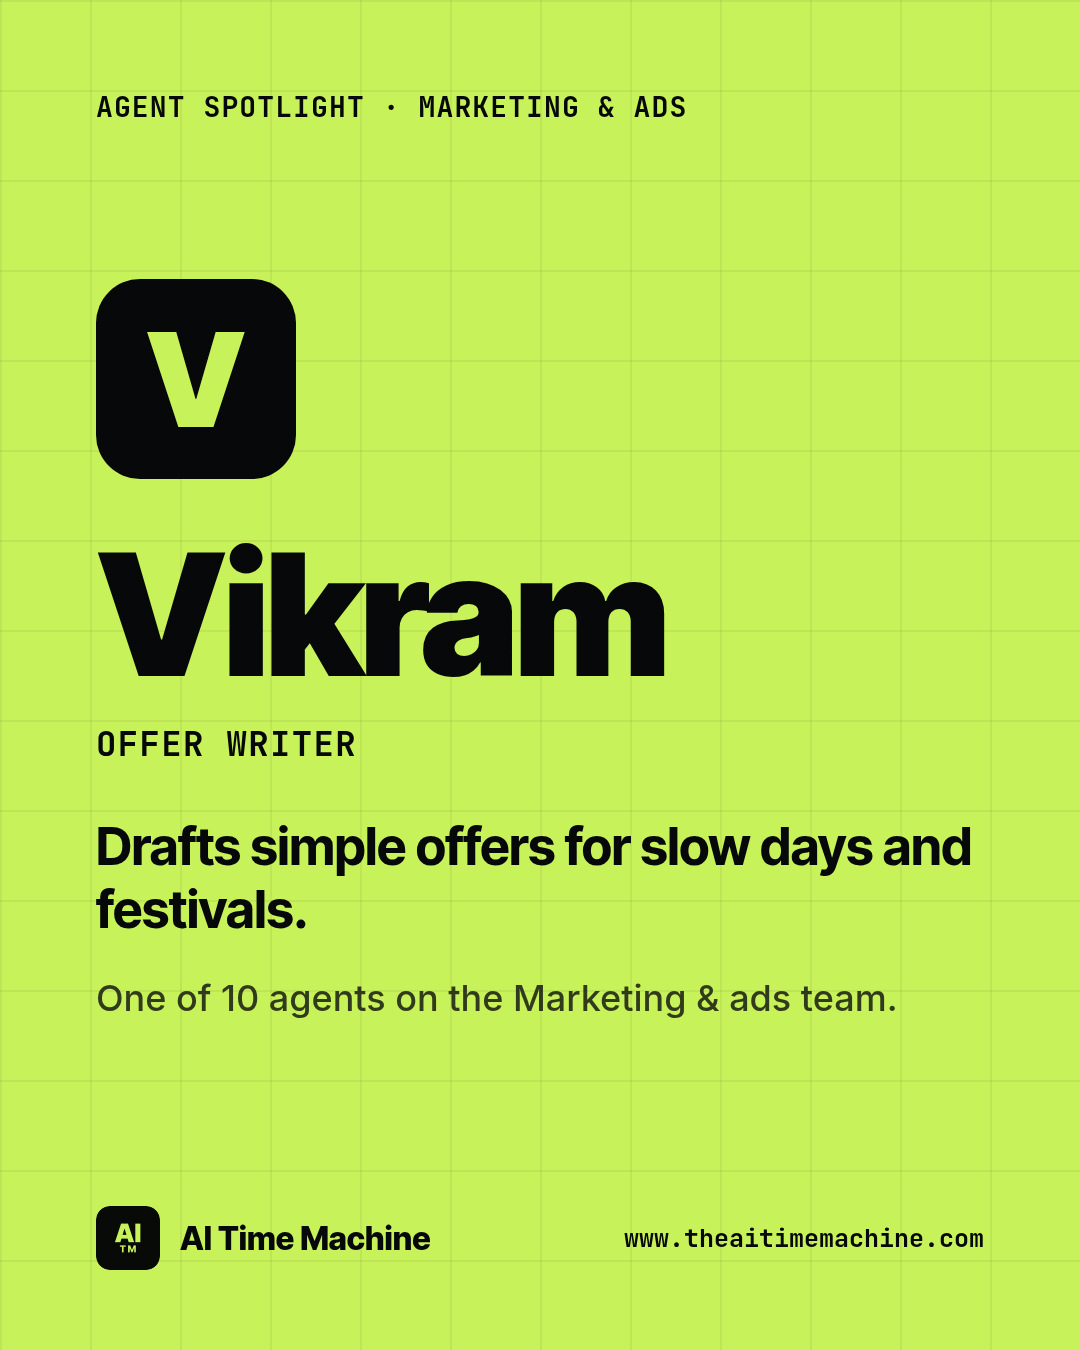 AGENT SPOTLIGHT · MARKETING & ADS
V
Vikram
OFFER WRITER
Drafts simple offers for slow days and
festivals.
One of 10 agents on the Marketing & ads team.
AI
TM
AI Time Machine
www.theaitimemachine.com